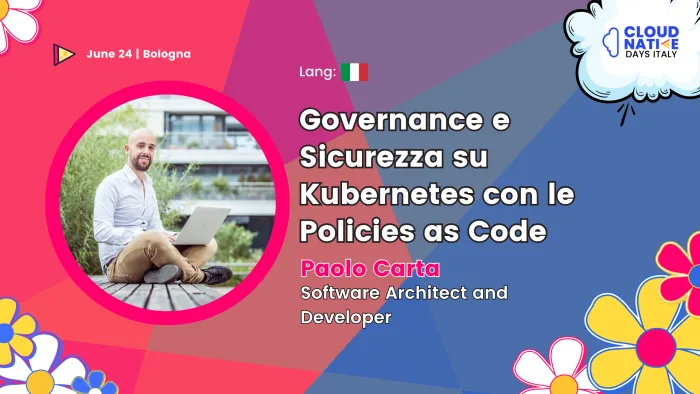 June 24 | Bologna
CLOUD
NATIVE
DAYS ITALY
Lang:
Governance e
Sicurezza su
Kubernetes con le
Policies as Code
Paolo Carta
Software Architect and
Developer